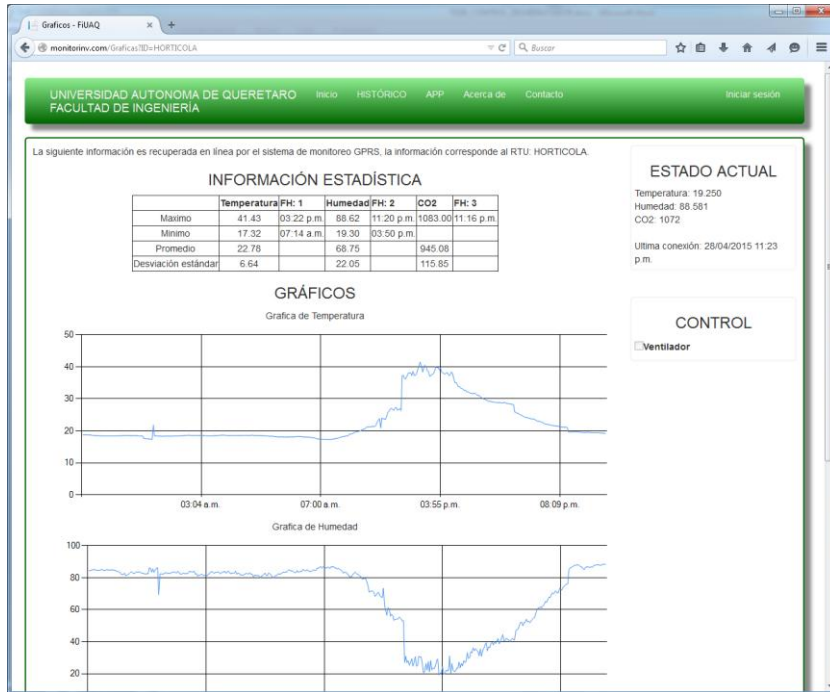 Graficos - FiUAQ
monitorinv.com/Graficas?ID=HORTICOLA
Buscar
UNIVERSIDAD AUTONOMA DE QUERETARO
FACULTAD DE INGENIERÍA
Inicio HISTÓRICO APP Acerca de Contacto Iniciar sesión
La siguiente información es recuperada en línea por el sistema de monitoreo GPRS, la información corresponde al RTU: HORTICOLA.
INFORMACIÓN ESTADÍSTICA
Temperatura FH: 1 Humedad FH: 2 CO2 FH: 3
Maximo 41.43 03:22 p.m. 88.62 11:20 p.m. 1083.00 11:16 p.m.
Minimo 17.32 07:14 a.m. 19.30 03:50 p.m.
Promedio 22.78 68.75 945.08
Desviación estándar 6.64 22.05 115.85
GRÁFICOS
Grafica de Temperatura
50
40
30
20
10
0
03:04 a.m. 07:00 a.m. 03:55 p.m. 08:09 p.m.
Grafica de Humedad
100
80
60
40
20
ESTADO ACTUAL
Temperatura: 19.250
Humedad: 88.581
CO2: 1072
Ultima conexión: 28/04/2015 11:23
p.m.
CONTROL
Ventilador